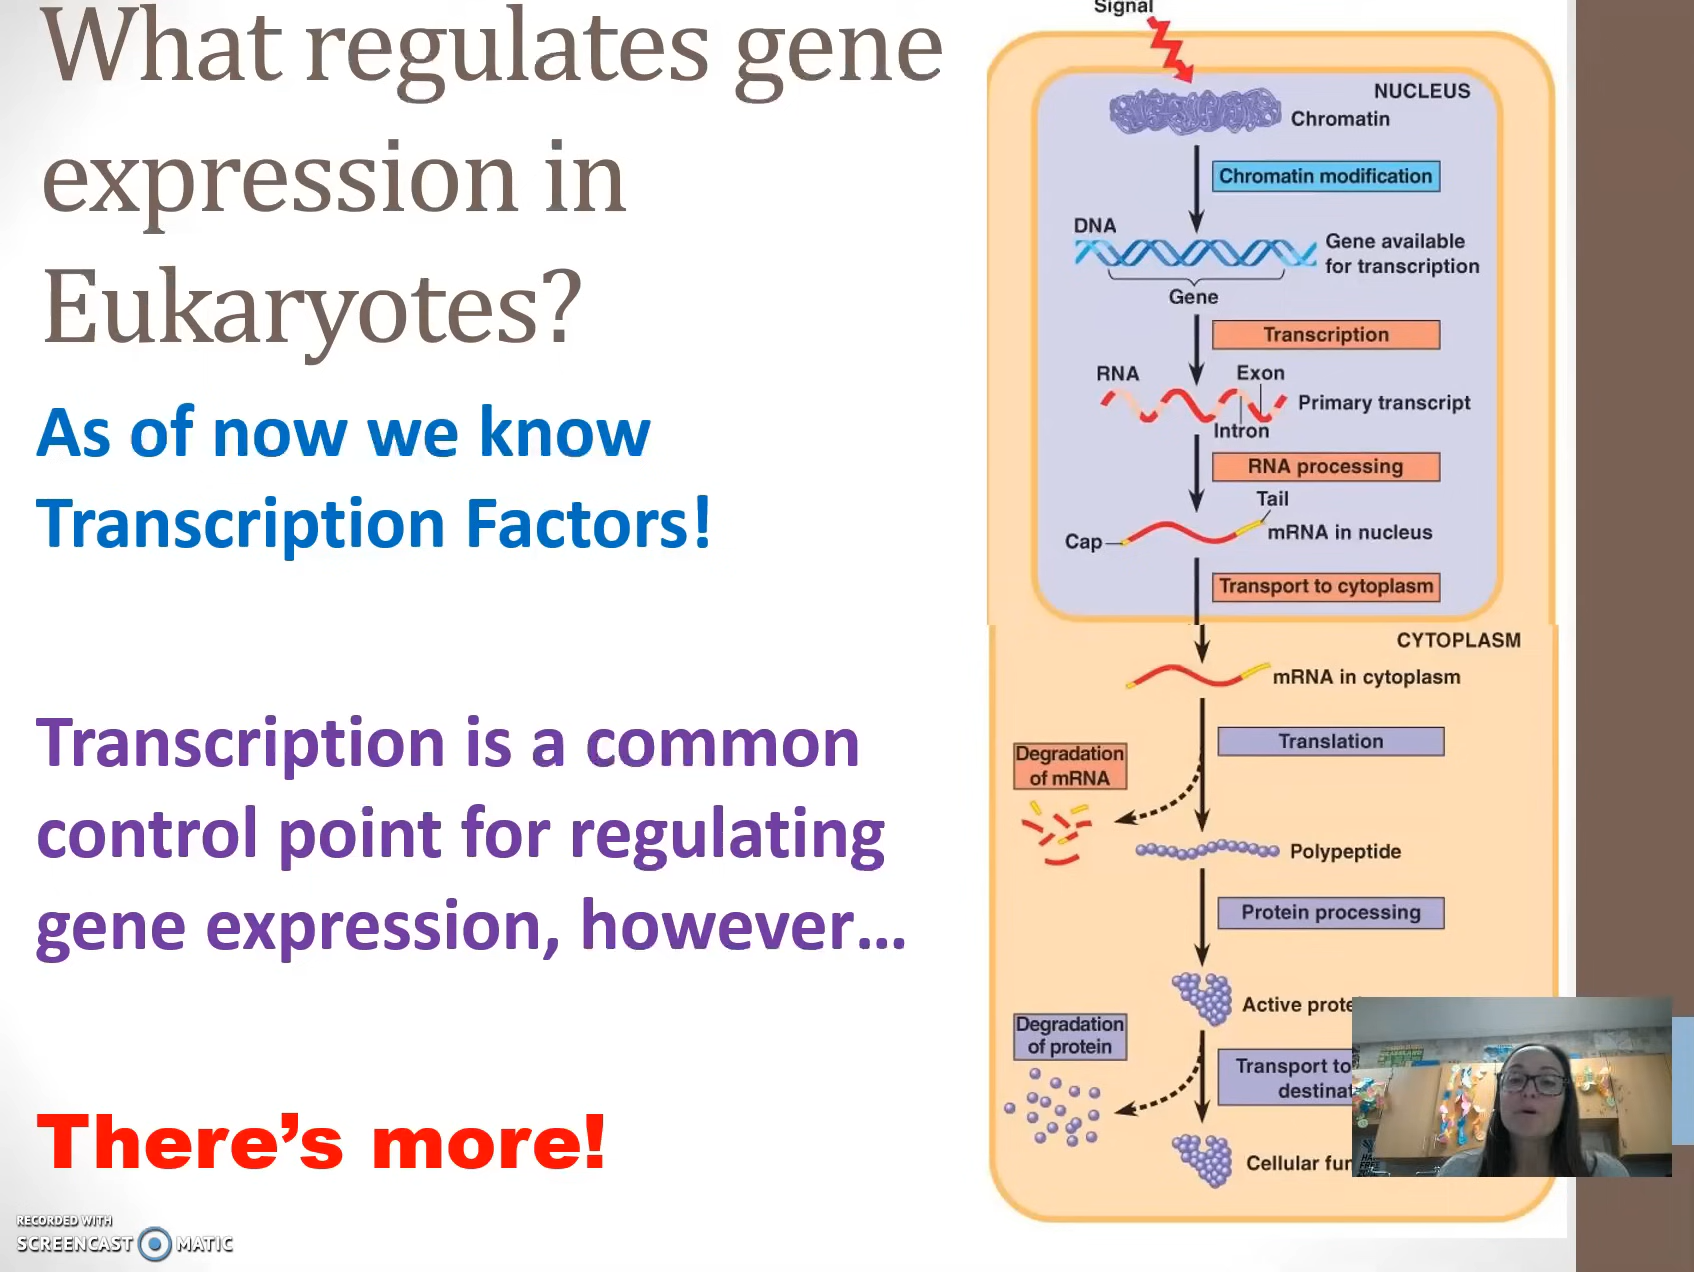 What regulates gene
expression in
Eukaryotes?
As of now we know
Transcription Factors!
Transcription is a common
control point for regulating
gene expression, however...
There's more!
RECORDED WITH
SCREENCAST MATIC
Signal
NUCLEUS
Chromatin
Chromatin modification
DNA
Gene available
for transcription
Gene
Transcription
RNA
Exon
Primary transcript
Intron
RNA processing
Tail
Cap
mRNA in nucleus
Transport to cytoplasm
CYTOPLASM
mRNA in cytoplasm
Translation
Degradation
of mRNA
Polypeptide
Protein processing
Active prote
Degradation
of protein
Transport to
destinat
Cellular fun